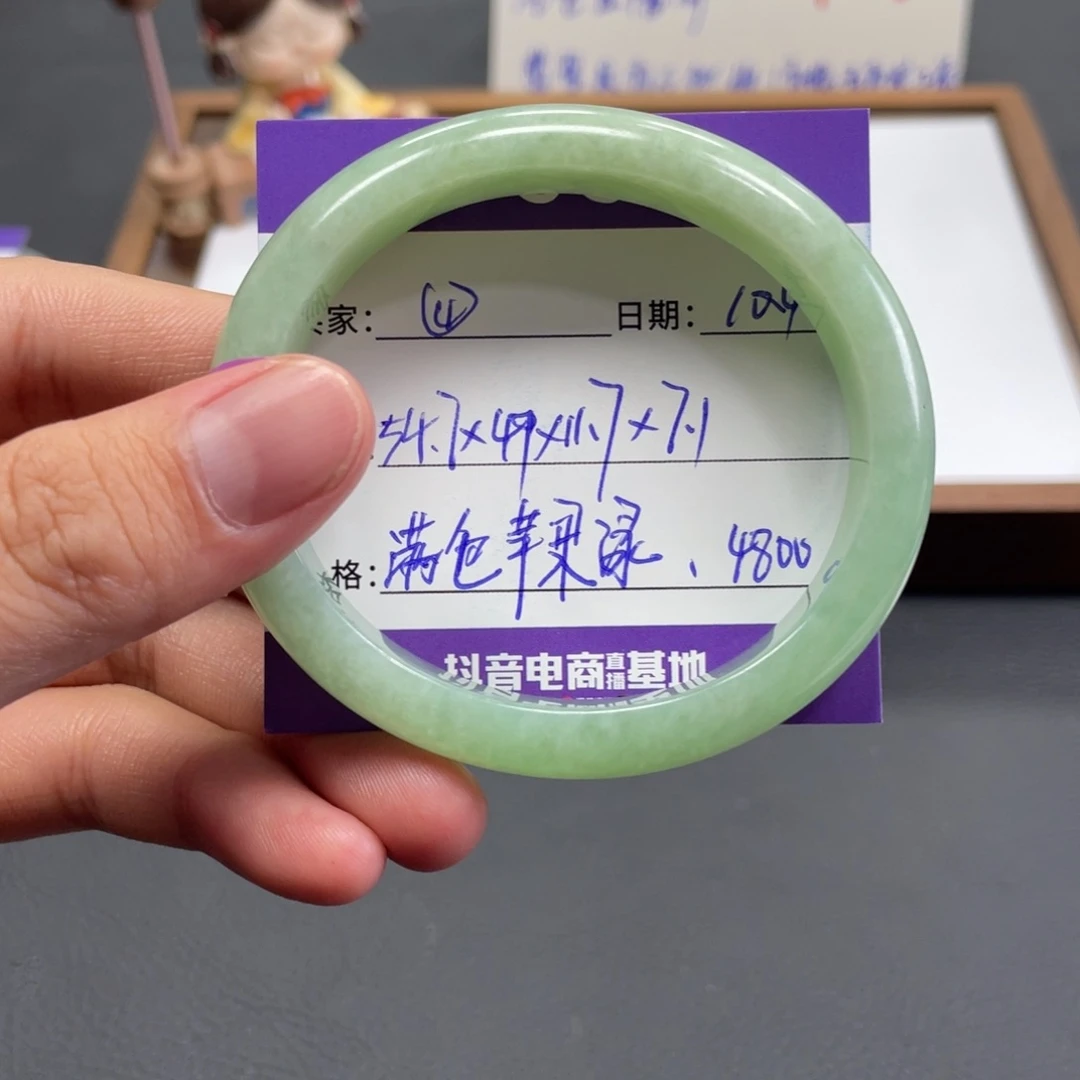 家: ④ 日期: 104
54.7×49×11.7×7.1
格: 满色苹果绿、4800
抖音电商直播基地